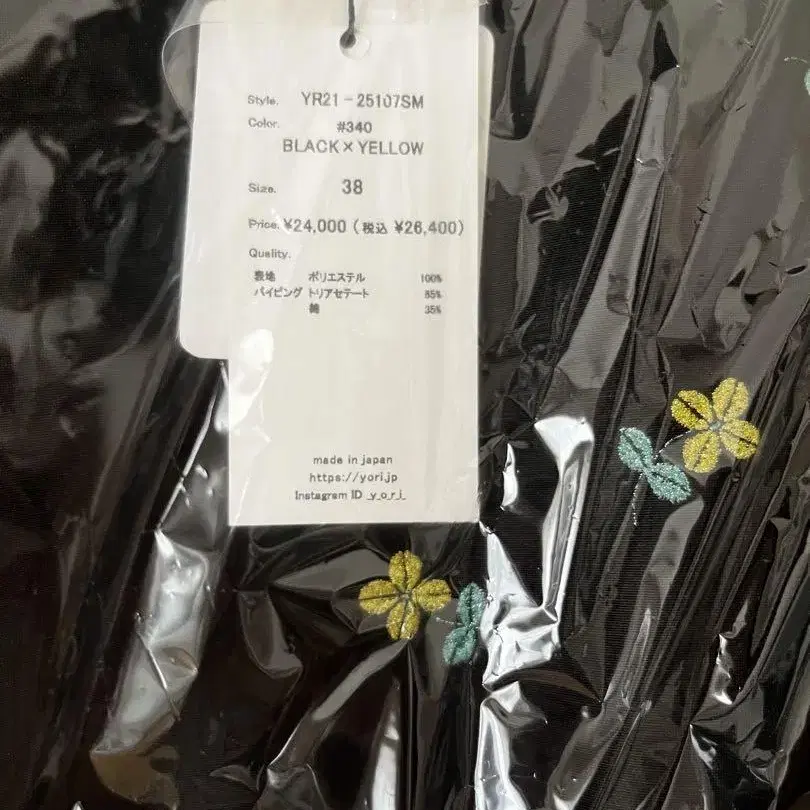 Style. YR21-25107SM
Color. #340
BLACK×YELLOW
Size. 38
Price. ¥24,000(税込 ¥26,400)
Quality.
表地 ポリエステル 100%
パイピング トリアセテート 65%
綿 35%
made in japan
https://yori.jp
Instagram ID _y_o_r_i_